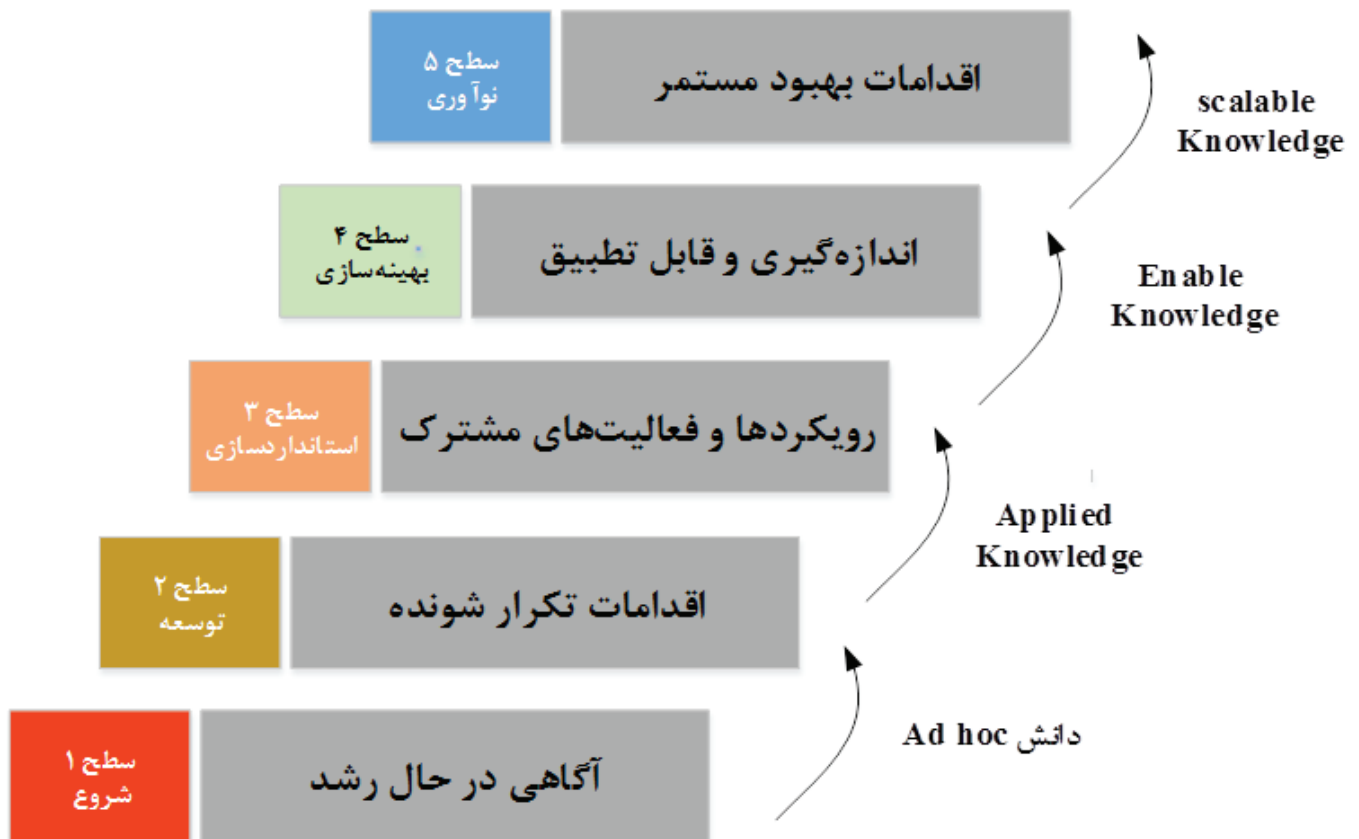 سطح ۵
نوآوری
اقدامات بهبود مستمر
scalable
Knowledge
سطح ۴
بهینه‌سازی
اندازه‌گیری و قابل تطبیق
Enable
Knowledge
سطح ۳
استانداردسازی
رویکردها و فعالیت‌های مشترک
Applied
Knowledge
سطح ۲
توسعه
اقدامات تکرار شونده
دانش Ad hoc
سطح ۱
شروع
آگاهی در حال رشد